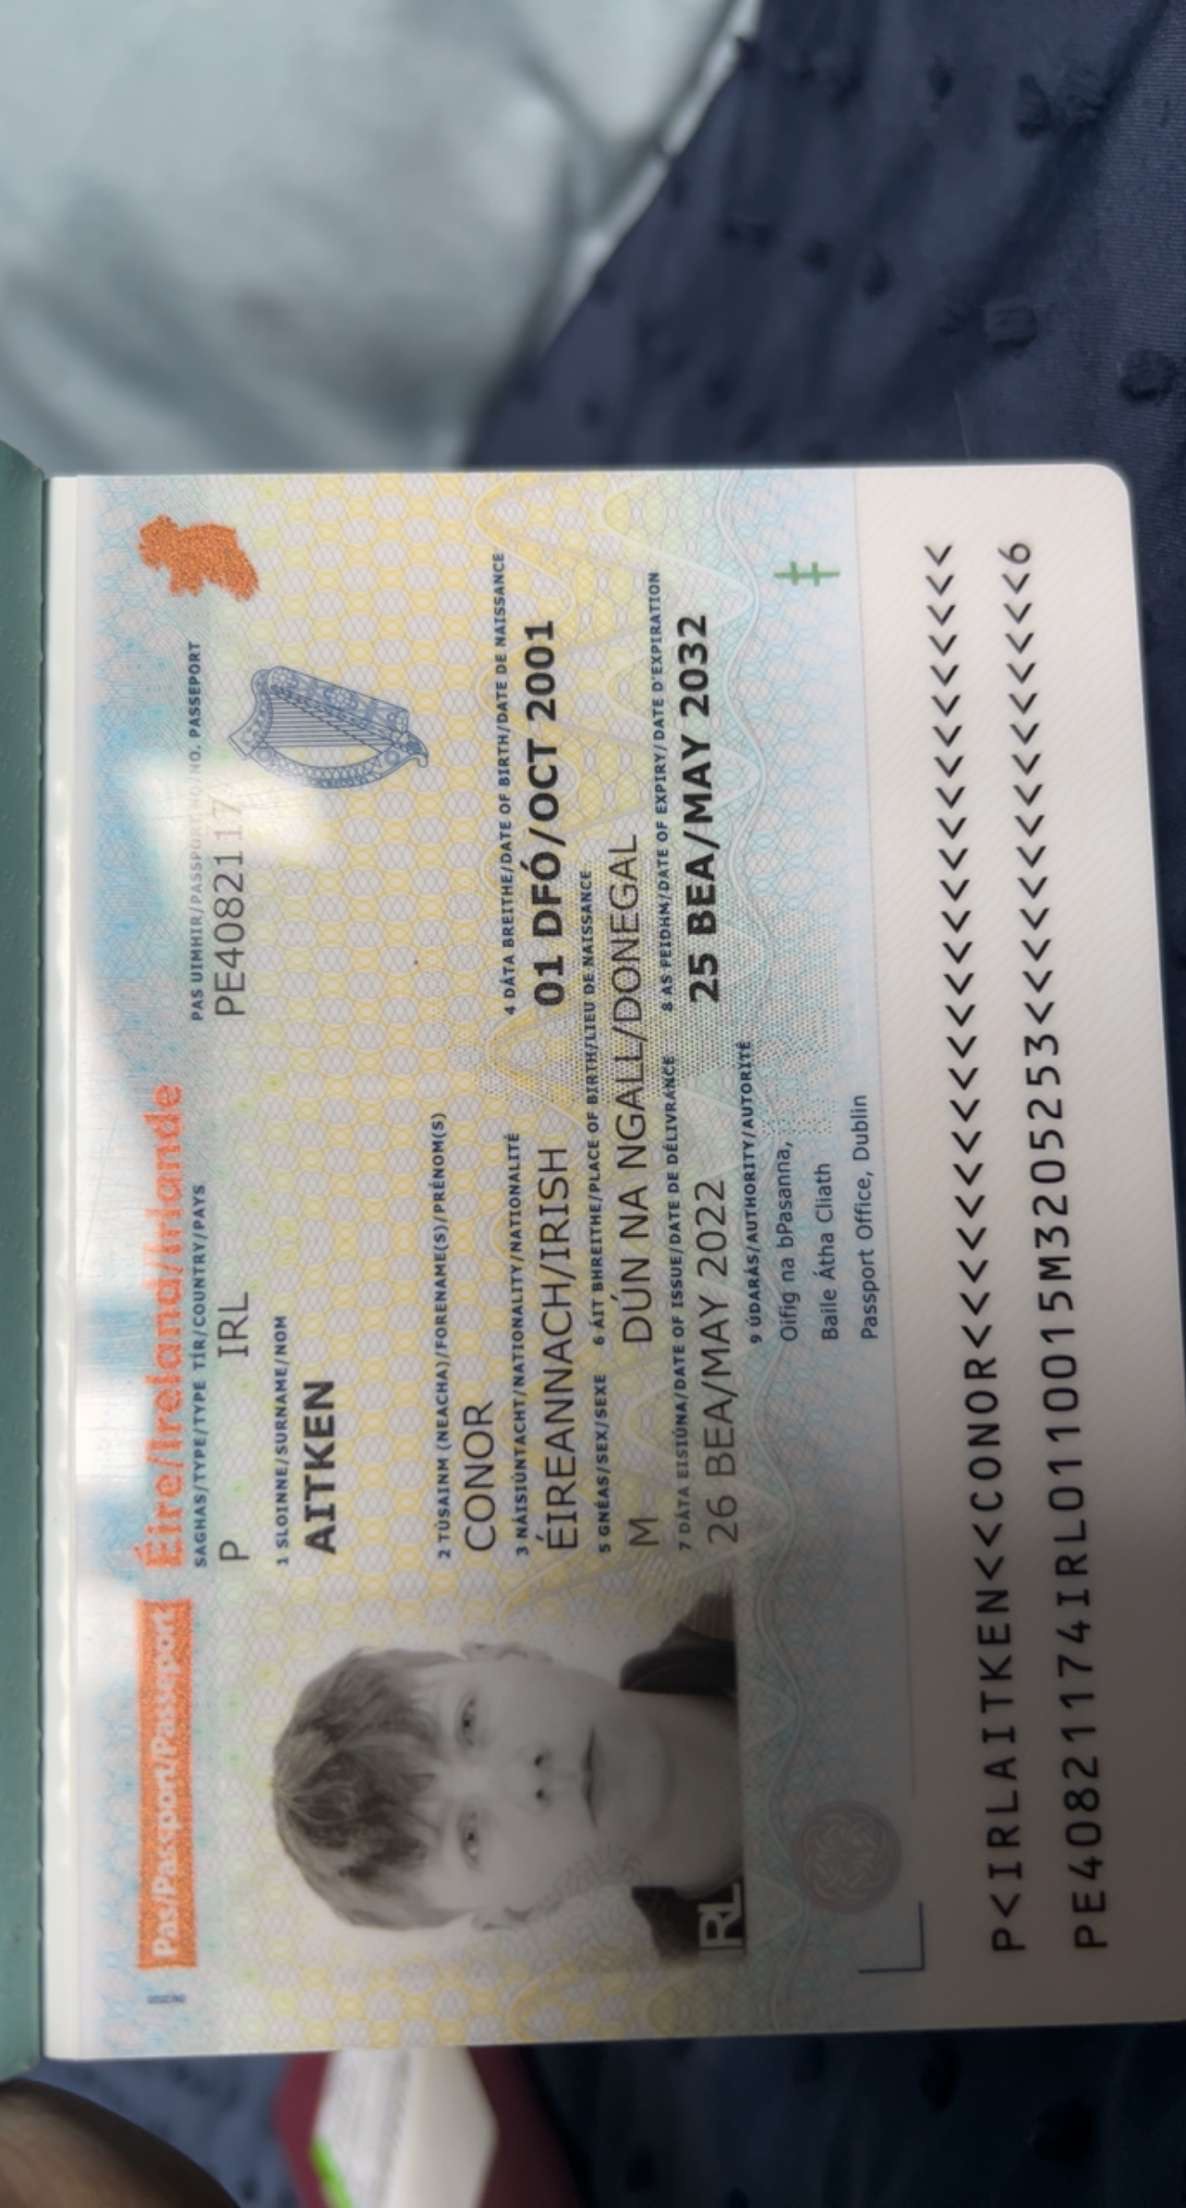 Pas/Passport/Passeport
Éire/Ireland/Irlande
SAGHAS/TYPE/TYPE TÍR/COUNTRY/PAYS
PAS UIMHIR/PASSPORT NO/NO. PASSEPORT
P IRL
PE4082117
1 SLOINNE/SURNAME/NOM
AITKEN
2 TÚSAINM (NEACHA)/FORENAME(S)/PRÉNOM(S)
CONOR
3 NÁISIÚNTACHT/NATIONALITY/NATIONALITÉ
4 DÁTA BREITHE/DATE OF BIRTH/DATE DE NAISSANCE
ÉIREANNACH/IRISH
01 DFÓ/OCT 2001
5 GNÉAS/SEX/SEXE 6 ÁIT BHREITHE/PLACE OF BIRTH/LIEU DE NAISSANCE
M DÚN NA NGALL/DONEGAL
7 DÁTA EISIÚNA/DATE OF ISSUE/DATE DE DÉLIVRANCE
8 AS FEIDHM/DATE OF EXPIRY/DATE D'EXPIRATION
26 BEA/MAY 2022
25 BEA/MAY 2032
9 ÚDARÁS/AUTHORITY/AUTORITÉ
Oifig na bPasanna,
Baile Átha Cliath
Passport Office, Dublin
P<IRLAITKEN<<CONOR<<<<<<<<<<<<<<<<<<<<<<<<<<
PE40821174IRL0110015M3205253<<<<<<<<<<<<<<<6